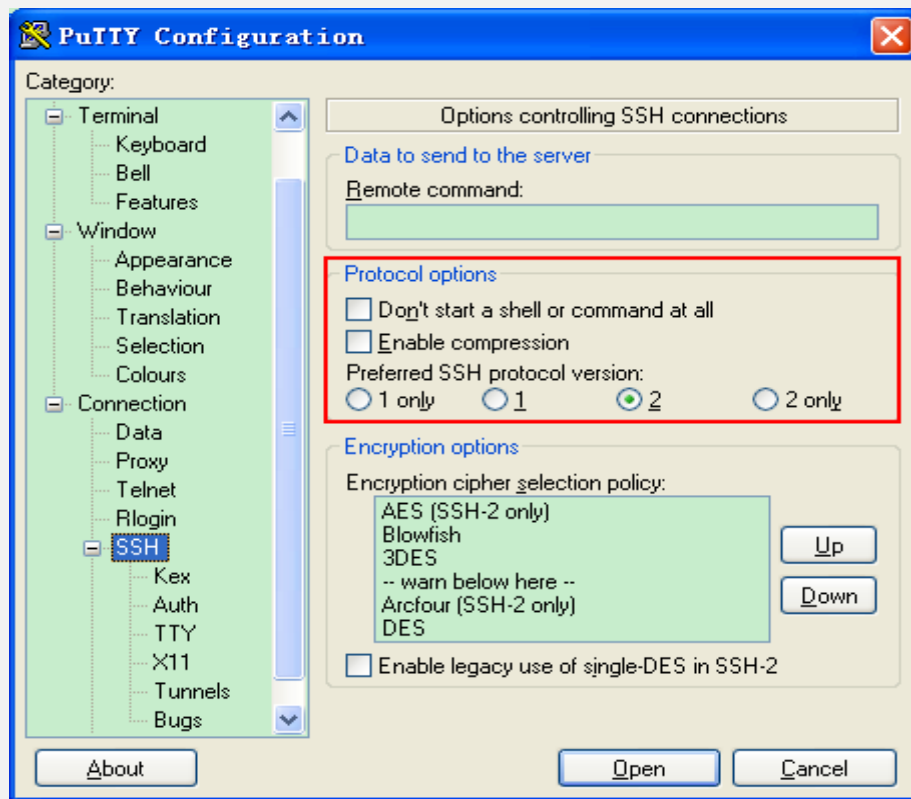 PuTTY Configuration
Category:
Terminal
Keyboard
Bell
Features
Window
Appearance
Behaviour
Translation
Selection
Colours
Connection
Data
Proxy
Telnet
Rlogin
SSH
Kex
Auth
TTY
X11
Tunnels
Bugs
Options controlling SSH connections
Data to send to the server
Remote command:
Protocol options
Don't start a shell or command at all
Enable compression
Preferred SSH protocol version:
1 only 1 2 2 only
Encryption options
Encryption cipher selection policy:
AES (SSH-2 only)
Blowfish
3DES
-- warn below here --
Arcfour (SSH-2 only)
DES
Up
Down
Enable legacy use of single-DES in SSH-2
About Open Cancel